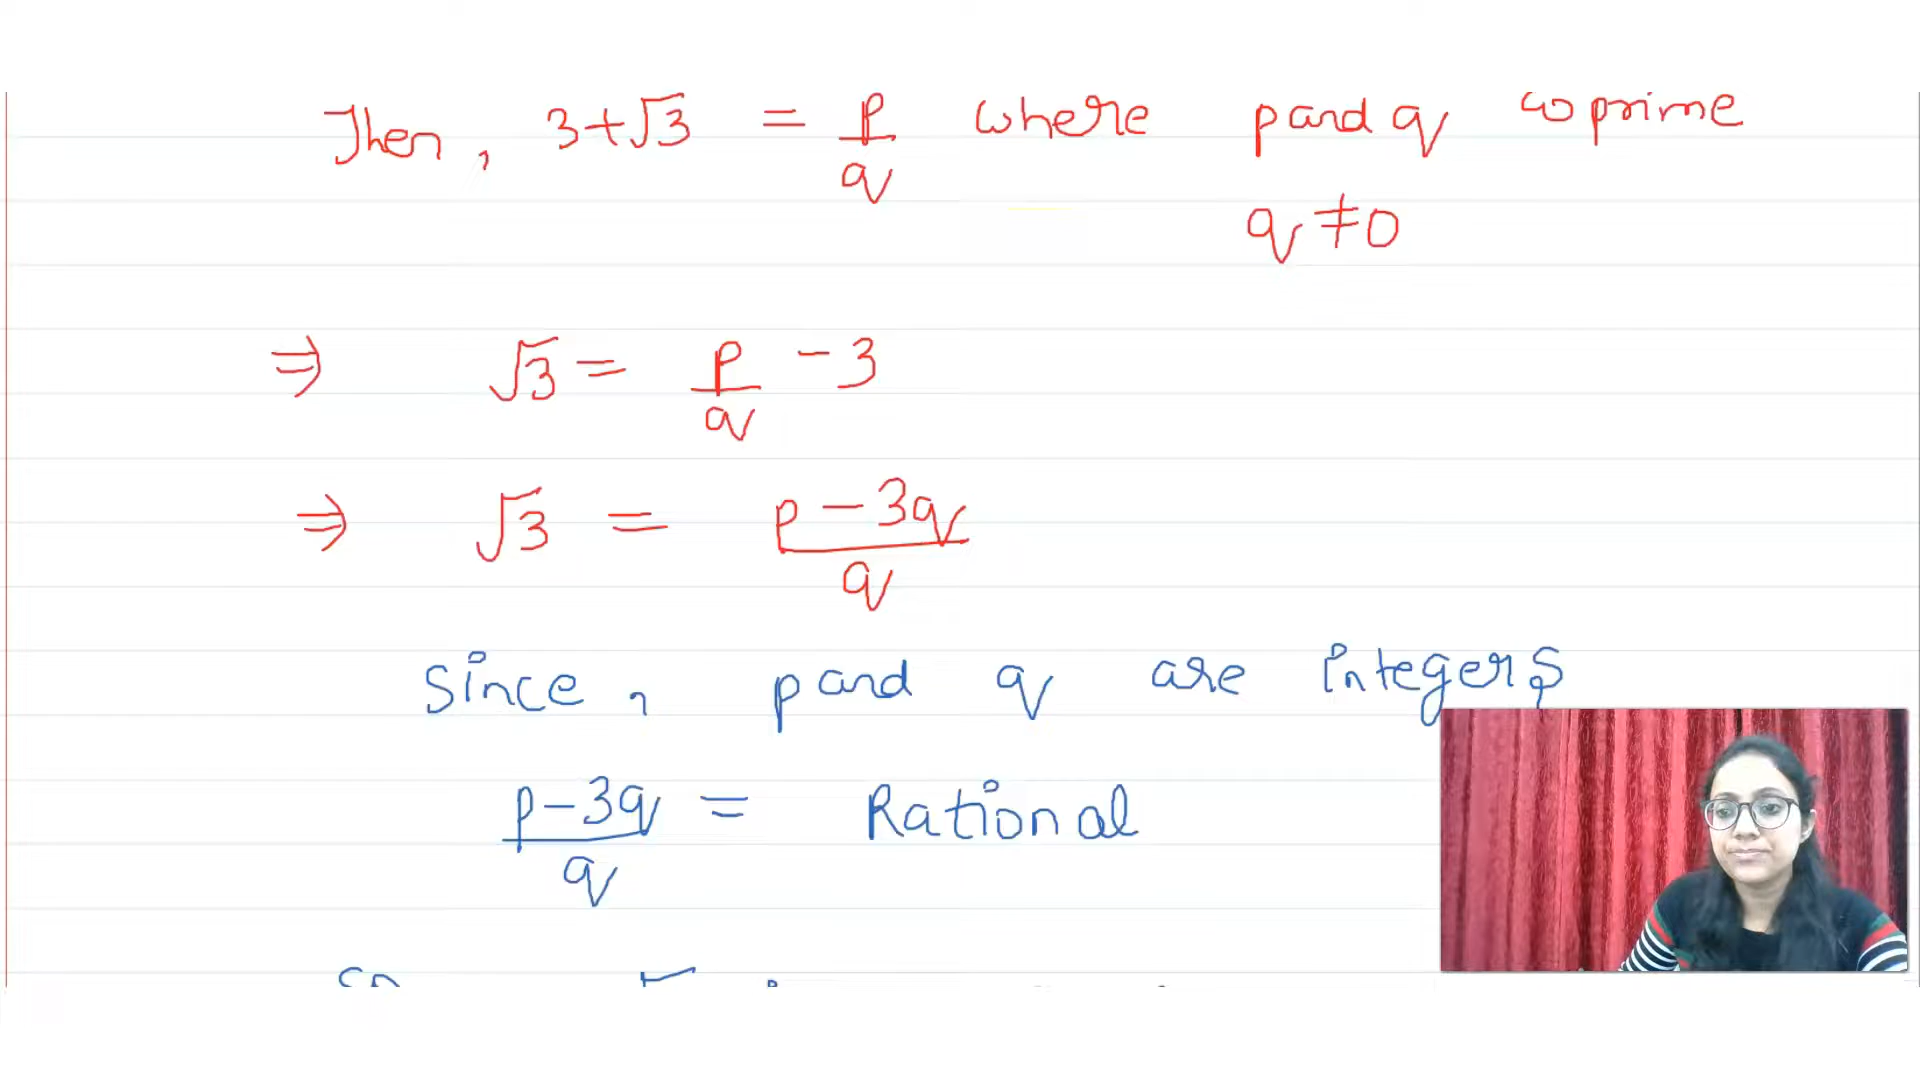 Then, 3+√3 = p/q where p and q coprime
q ≠ 0
⇒ √3 = p/q - 3
⇒ √3 = (p - 3q)/q
Since, p and q are integers
(p - 3q)/q = Rational